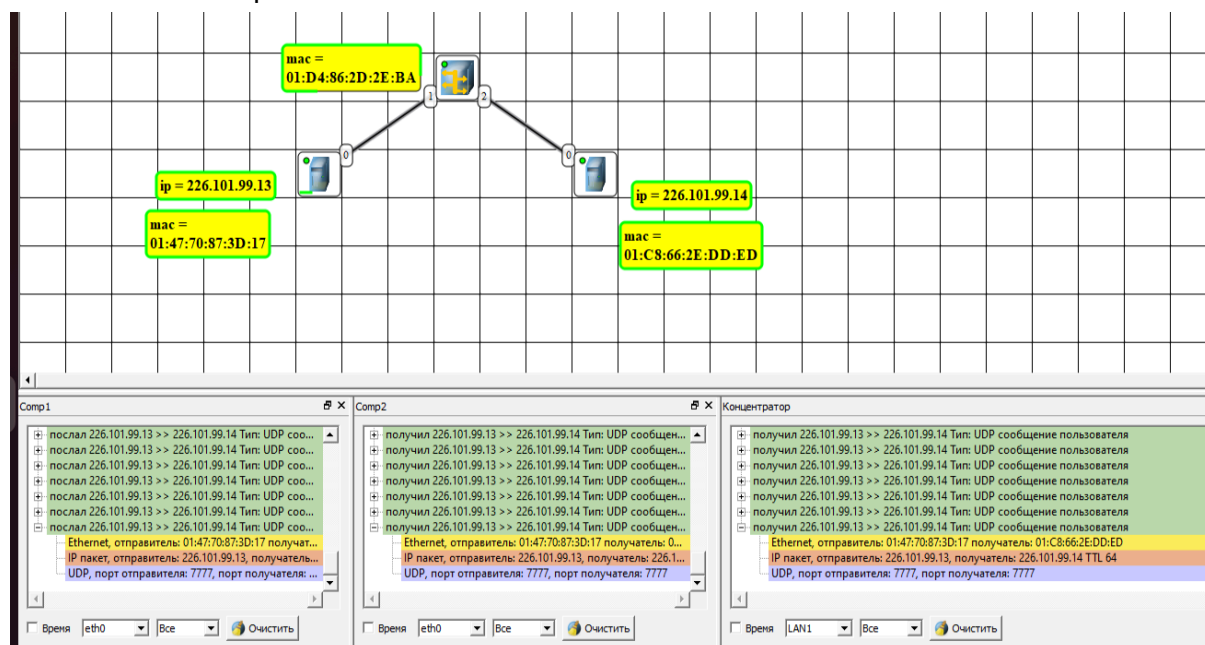 mac =
01:D4:86:2D:2E:BA
1
2
0
0
ip = 226.101.99.13
ip = 226.101.99.14
mac =
01:47:70:87:3D:17
mac =
01:C8:66:2E:DD:ED
Comp1
послал 226.101.99.13 >> 226.101.99.14 Тип: UDP соо...
послал 226.101.99.13 >> 226.101.99.14 Тип: UDP соо...
послал 226.101.99.13 >> 226.101.99.14 Тип: UDP соо...
послал 226.101.99.13 >> 226.101.99.14 Тип: UDP соо...
послал 226.101.99.13 >> 226.101.99.14 Тип: UDP соо...
послал 226.101.99.13 >> 226.101.99.14 Тип: UDP соо...
послал 226.101.99.13 >> 226.101.99.14 Тип: UDP соо...
Ethernet, отправитель: 01:47:70:87:3D:17 получат...
IP пакет, отправитель: 226.101.99.13, получатель...
UDP, порт отправителя: 7777, порт получателя: ...
Время eth0 Все Очистить
Comp2
получил 226.101.99.13 >> 226.101.99.14 Тип: UDP сообщен...
получил 226.101.99.13 >> 226.101.99.14 Тип: UDP сообщен...
получил 226.101.99.13 >> 226.101.99.14 Тип: UDP сообщен...
получил 226.101.99.13 >> 226.101.99.14 Тип: UDP сообщен...
получил 226.101.99.13 >> 226.101.99.14 Тип: UDP сообщен...
получил 226.101.99.13 >> 226.101.99.14 Тип: UDP сообщен...
получил 226.101.99.13 >> 226.101.99.14 Тип: UDP сообщен...
Ethernet, отправитель: 01:47:70:87:3D:17 получатель: 0...
IP пакет, отправитель: 226.101.99.13, получатель: 226.1...
UDP, порт отправителя: 7777, порт получателя: 7777
Время eth0 Все Очистить
Концентратор
получил 226.101.99.13 >> 226.101.99.14 Тип: UDP сообщение пользователя
получил 226.101.99.13 >> 226.101.99.14 Тип: UDP сообщение пользователя
получил 226.101.99.13 >> 226.101.99.14 Тип: UDP сообщение пользователя
получил 226.101.99.13 >> 226.101.99.14 Тип: UDP сообщение пользователя
получил 226.101.99.13 >> 226.101.99.14 Тип: UDP сообщение пользователя
получил 226.101.99.13 >> 226.101.99.14 Тип: UDP сообщение пользователя
получил 226.101.99.13 >> 226.101.99.14 Тип: UDP сообщение пользователя
Ethernet, отправитель: 01:47:70:87:3D:17 получатель: 01:C8:66:2E:DD:ED
IP пакет, отправитель: 226.101.99.13, получатель: 226.101.99.14 TTL 64
UDP, порт отправителя: 7777, порт получателя: 7777
Время LAN1 Все Очистить